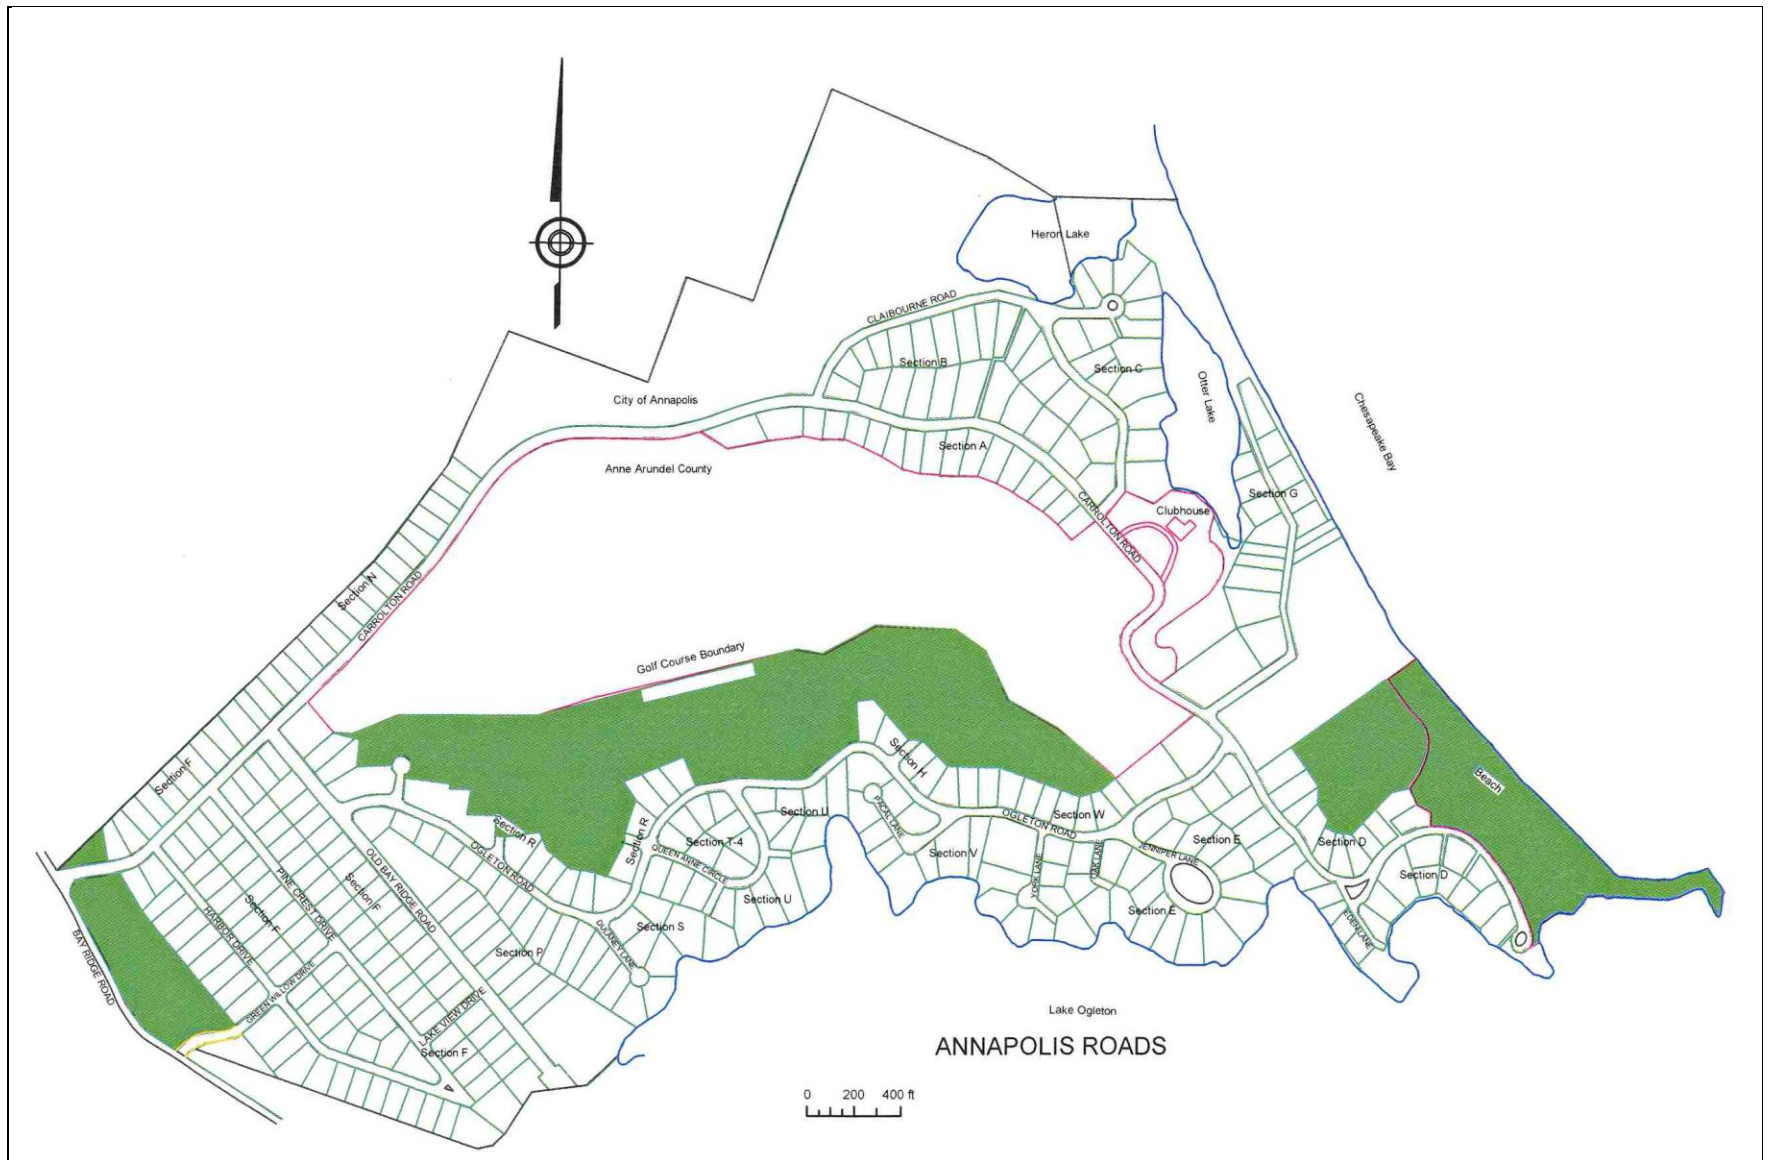 Heron Lake
CLAIBOURNE ROAD
Section B
Section C
Otter Lake
City of Annapolis
Chesapeake Bay
Section A
Anne Arundel County
Section G
CARROLTON ROAD
Clubhouse
Section N
CARROLTON ROAD
Golf Course Boundary
Section H
Section F
Beach
PACAL LANE
Section U
Section W
OGLETON ROAD
Section R
Section R
Section T-4
Section E
Section D
OGLETON ROAD
QUEEN ANNE CIRCLE
Section V
JENNIPER LANE
OAK LANE
YORK LANE
Section D
OLD BAY RIDGE ROAD
PINE CREST DRIVE
Section F
Section F
HARBOR DRIVE
Section U
Section E
Section S
DULANEY LANE
EDEN LANE
BAY RIDGE ROAD
Section P
GREEN WILLOW DRIVE
LAKE VIEW DRIVE
Section F
Lake Ogleton
ANNAPOLIS ROADS
0 200 400 ft